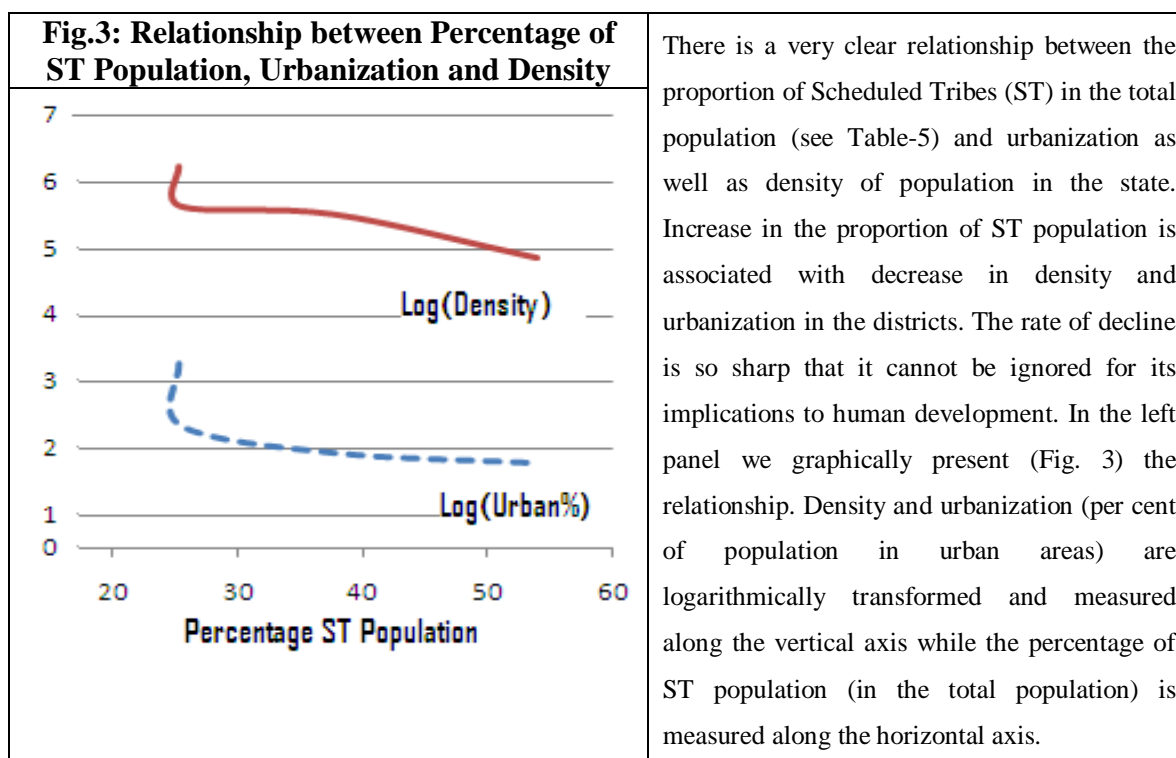 Fig.3: Relationship between Percentage of
ST Population, Urbanization and Density
7
6
5
4
3
2
1
0
Log(Density)
Log(Urban%)
20 30 40 50 60
Percentage ST Population
There is a very clear relationship between the
proportion of Scheduled Tribes (ST) in the total
population (see Table-5) and urbanization as
well as density of population in the state.
Increase in the proportion of ST population is
associated with decrease in density and
urbanization in the districts. The rate of decline
is so sharp that it cannot be ignored for its
implications to human development. In the left
panel we graphically present (Fig. 3) the
relationship. Density and urbanization (per cent
of population in urban areas) are
logarithmically transformed and measured
along the vertical axis while the percentage of
ST population (in the total population) is
measured along the horizontal axis.